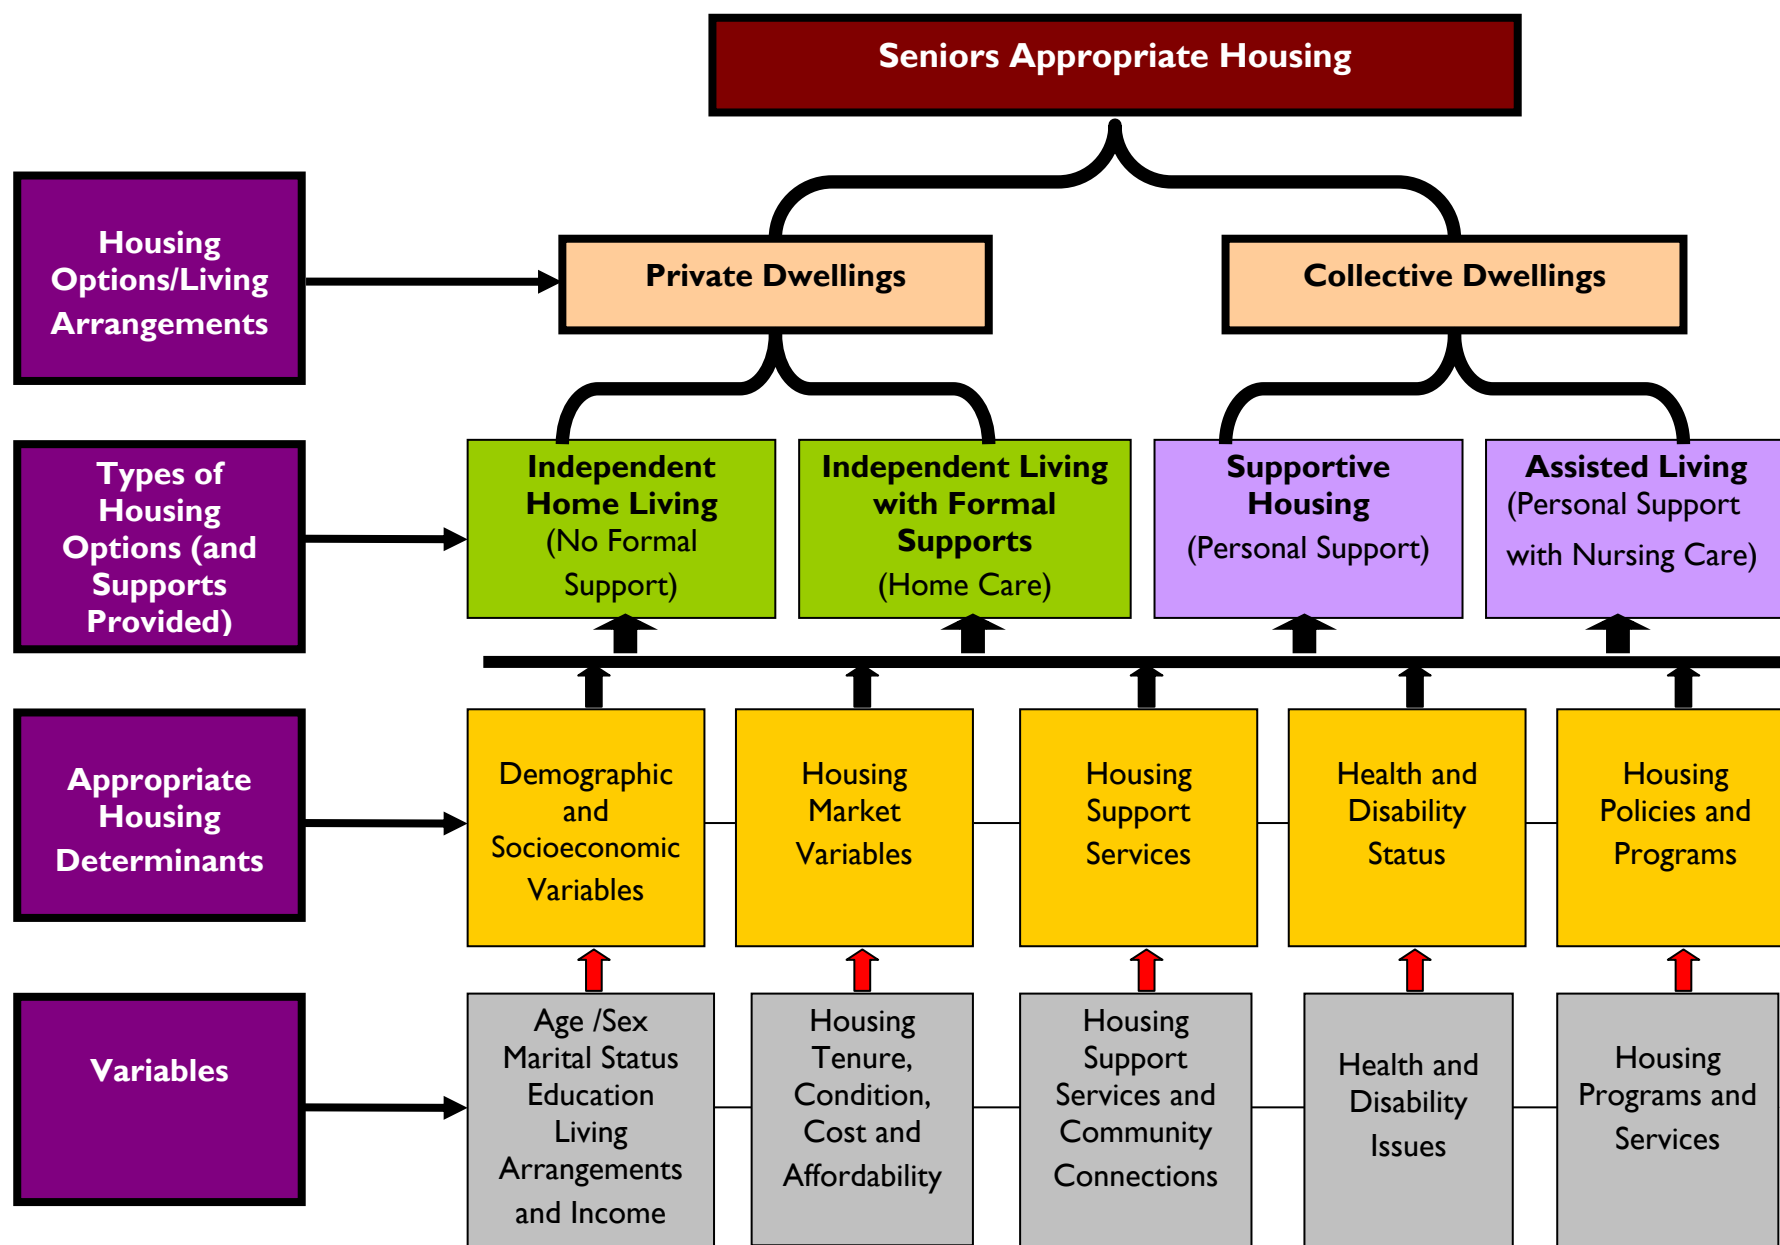 Seniors Appropriate Housing
Housing
Options/Living
Arrangements
Private Dwellings
Collective Dwellings
Types of
Housing
Options (and
Supports
Provided)
Independent
Home Living
(No Formal
Support)
Independent Living
with Formal
Supports
(Home Care)
Supportive
Housing
(Personal Support)
Assisted Living
(Personal Support
with Nursing Care)
Appropriate
Housing
Determinants
Demographic
and
Socioeconomic
Variables
Housing
Market
Variables
Housing
Support
Services
Health and
Disability
Status
Housing
Policies and
Programs
Variables
Age /Sex
Marital Status
Education
Living
Arrangements
and Income
Housing
Tenure,
Condition,
Cost and
Affordability
Housing
Support
Services and
Community
Connections
Health and
Disability
Issues
Housing
Programs and
Services